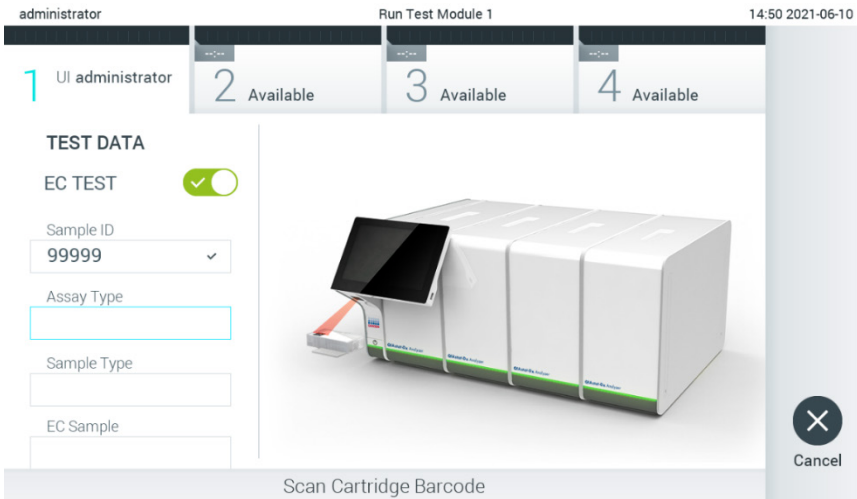 administrator Run Test Module 1 14:50 2021-06-10
--:-- --:-- --:--
1 UI administrator 2 Available 3 Available 4 Available
TEST DATA
EC TEST
Sample ID
99999
Assay Type
Sample Type
EC Sample
Cancel
Scan Cartridge Barcode